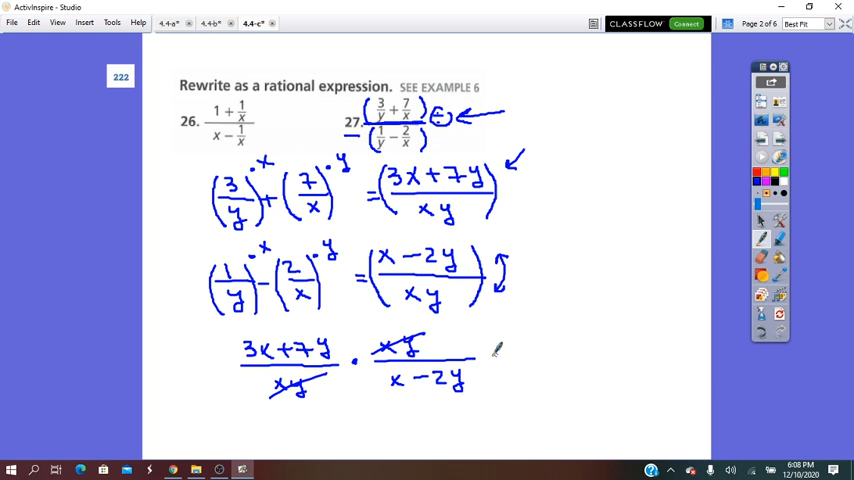 ActivInspire - Studio
File Edit View Insert Tools Help
4.4-a* 4.4-b* 4.4-c*
CLASSFLOW Connect
Page 2 of 6 Best Fit
222
Rewrite as a rational expression. SEE EXAMPLE 6
26. (1 + 1/x)/(x − 1/x) 27. (3/y + 7/x)/(1/y − 2/x) ÷
(3/y)·x + (7/x)·y = (3x + 7y)/(xy)
(1/y)·x − (2/x)·y = (x − 2y)/(xy)
(3x + 7y)/(xy) · (xy)/(x − 2y)
6:08 PM
12/10/2020